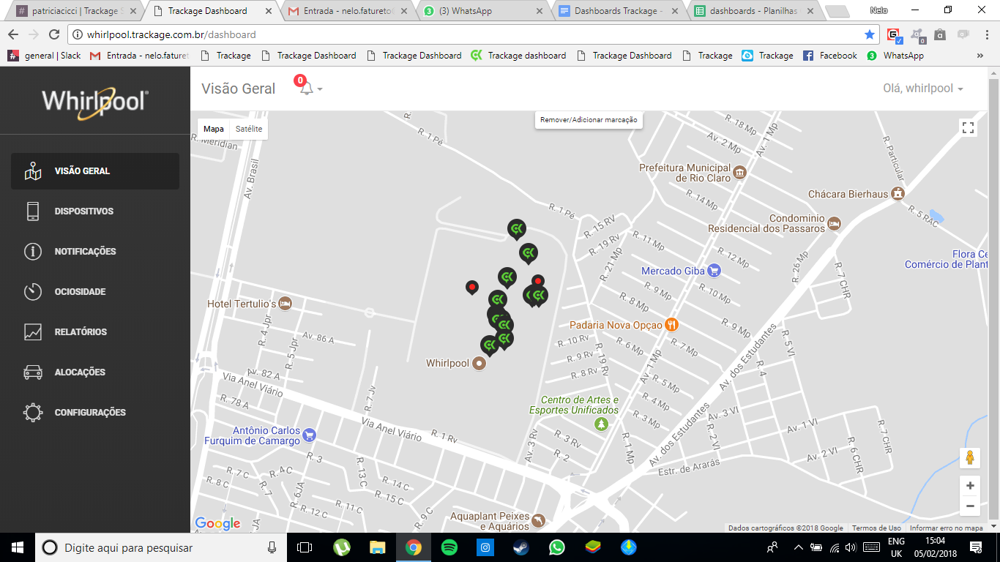 patriciacicci | Trackage S
Trackage Dashboard
Entrada - nelo.fatureto
(3) WhatsApp
Dashboards Trackage -
dashboards - Planilhas
Nelo
whirlpool.trackage.com.br/dashboard
general | Slack
Entrada - nelo.faturet
Trackage
Trackage Dashboard
Trackage Dashboard
Trackage dashboard
Trackage Dashboard
Trackage
Trackage
Facebook
WhatsApp
»
Whirlpool
VISÃO GERAL
DISPOSITIVOS
NOTIFICAÇÕES
OCIOSIDADE
RELATÓRIOS
ALOCAÇÕES
CONFIGURAÇÕES
Visão Geral
0
Olá, whirlpool
Mapa
Satélite
Remover/Adicionar marcação
R. Meridian
Av. Brasil
R. 1 Pé
R. 1 Pé
R. 18 Mp
Av. 2 Mp
Av. 1 Mp
R. Particular
Prefeitura Municipal
de Rio Claro
Chácara Bierhaus
R. 14 Mp
R. 5 RAC
Condominio
Residencial dos Passaros
R. 15 RV
R. 19 Rv
R. 11 Mp
R. 12 Mp
R. 21 Mp
R. 26 Mp
R. 7 CHR
Flora Ce
Comércio de Plant
Mercado Giba
R. 9 Mp
R. 10 Mp
R. 8 Mp
Hotel Tertulio's
R. 4 Jpr
R. 5 Jpr
Av. 86 A
Padaria Nova Opçao
R. 9 Mp
R. 10 Rv
R. 6 Mp
R. 7 Mp
R. 9 Rv
R. 19 Rv
R. 8 Rv
Av. 1 Mp
R. 5 Mp
R. 4 Mp
R. 3 Mp
Av. dos Estudantes
R. 5 VI
R. 4
Whirlpool
Av. 82 A
Via Anel Viário
R. 78 A
R. 7 Jv
Centro de Artes e
Esportes Unificados
Av. 3 VI
Av. 1 VI
R. 7 CHR
Antônio Carlos
Furquim de Camargo
Via Anel Viário
R. 1 Rv
Av. 3 Rv
R. 3 Rv
R. 2
R. 1 Mp
Av. dos Estudantes
Estr. de Ararás
Av. 2 VI
R. 6 CHR
R. 3
R. 7 C
R. 4 C
R. 8 C
R. 7
R. 6JA
R. 13 C
R. 14 C
R. 15 C
R. 11 C
R. 12 C
R. 10 C
R. 9 C
Aquaplant Peixes
e Aquários
Google
+
−
Dados cartográficos ©2018 Google
Termos de Uso
Informar erro no mapa
Digite aqui para pesquisar
ENG
UK
15:04
05/02/2018